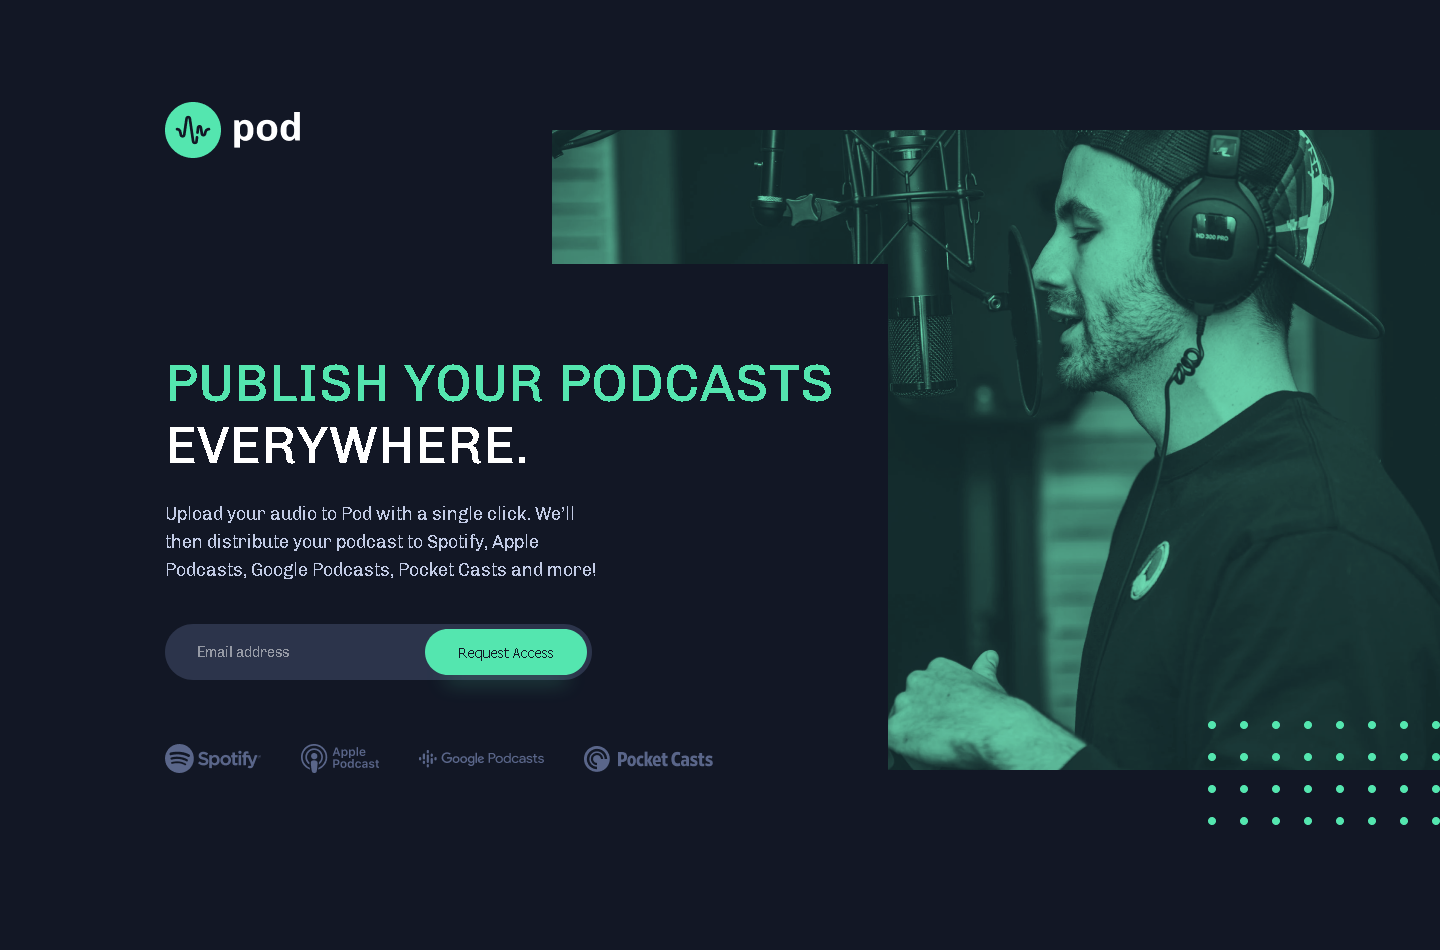 pod
HD 300 PRO
PUBLISH YOUR PODCASTS
EVERYWHERE.
Upload your audio to Pod with a single click. We’ll
then distribute your podcast to Spotify, Apple
Podcasts, Google Podcasts, Pocket Casts and more!
Email address
Request Access
Spotify
Apple
Podcast
Google Podcasts
Pocket Casts